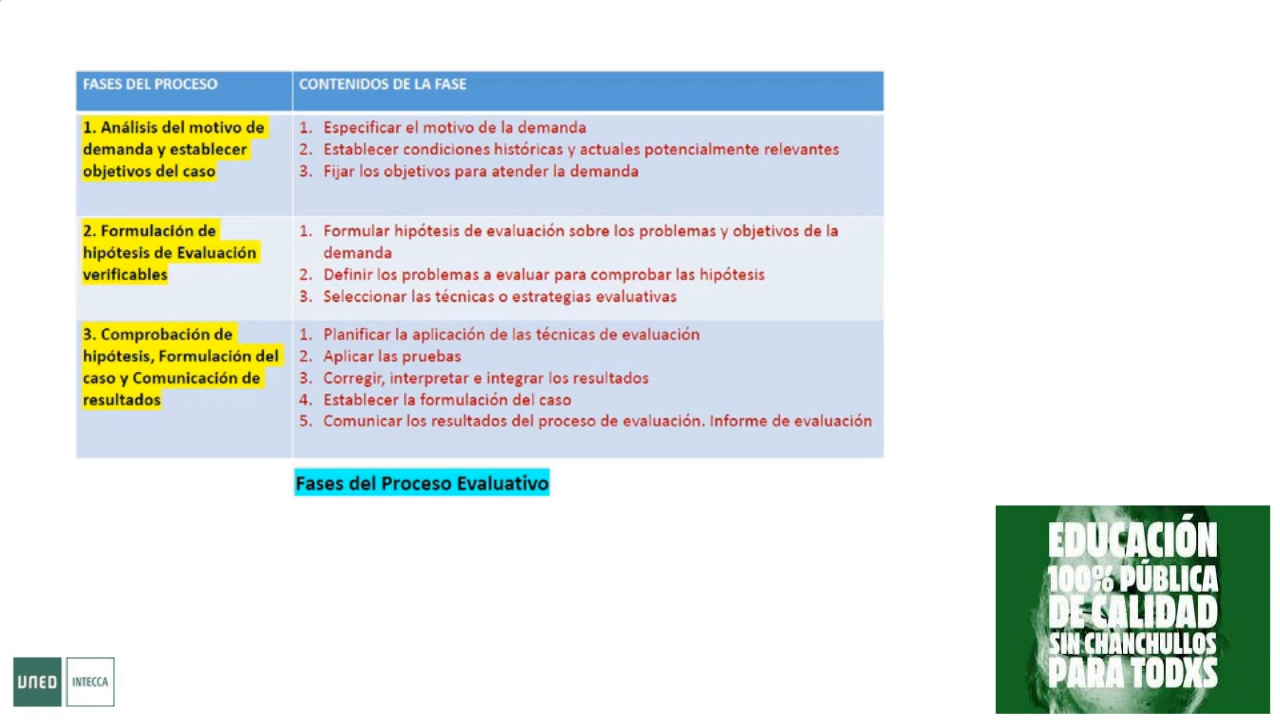 FASES DEL PROCESO
CONTENIDOS DE LA FASE
1. Análisis del motivo de
demanda y establecer
objetivos del caso
1. Especificar el motivo de la demanda
2. Establecer condiciones históricas y actuales potencialmente relevantes
3. Fijar los objetivos para atender la demanda
2. Formulación de
hipótesis de Evaluación
verificables
1. Formular hipótesis de evaluación sobre los problemas y objetivos de la
demanda
2. Definir los problemas a evaluar para comprobar las hipótesis
3. Seleccionar las técnicas o estrategias evaluativas
3. Comprobación de
hipótesis, Formulación del
caso y Comunicación de
resultados
1. Planificar la aplicación de las técnicas de evaluación
2. Aplicar las pruebas
3. Corregir, interpretar e integrar los resultados
4. Establecer la formulación del caso
5. Comunicar los resultados del proceso de evaluación. Informe de evaluación
Fases del Proceso Evaluativo
EDUCACIÓN
100% PÚBLICA
DE CALIDAD
SIN CHANCHULLOS
PARA TODXS
UNED
INTECCA